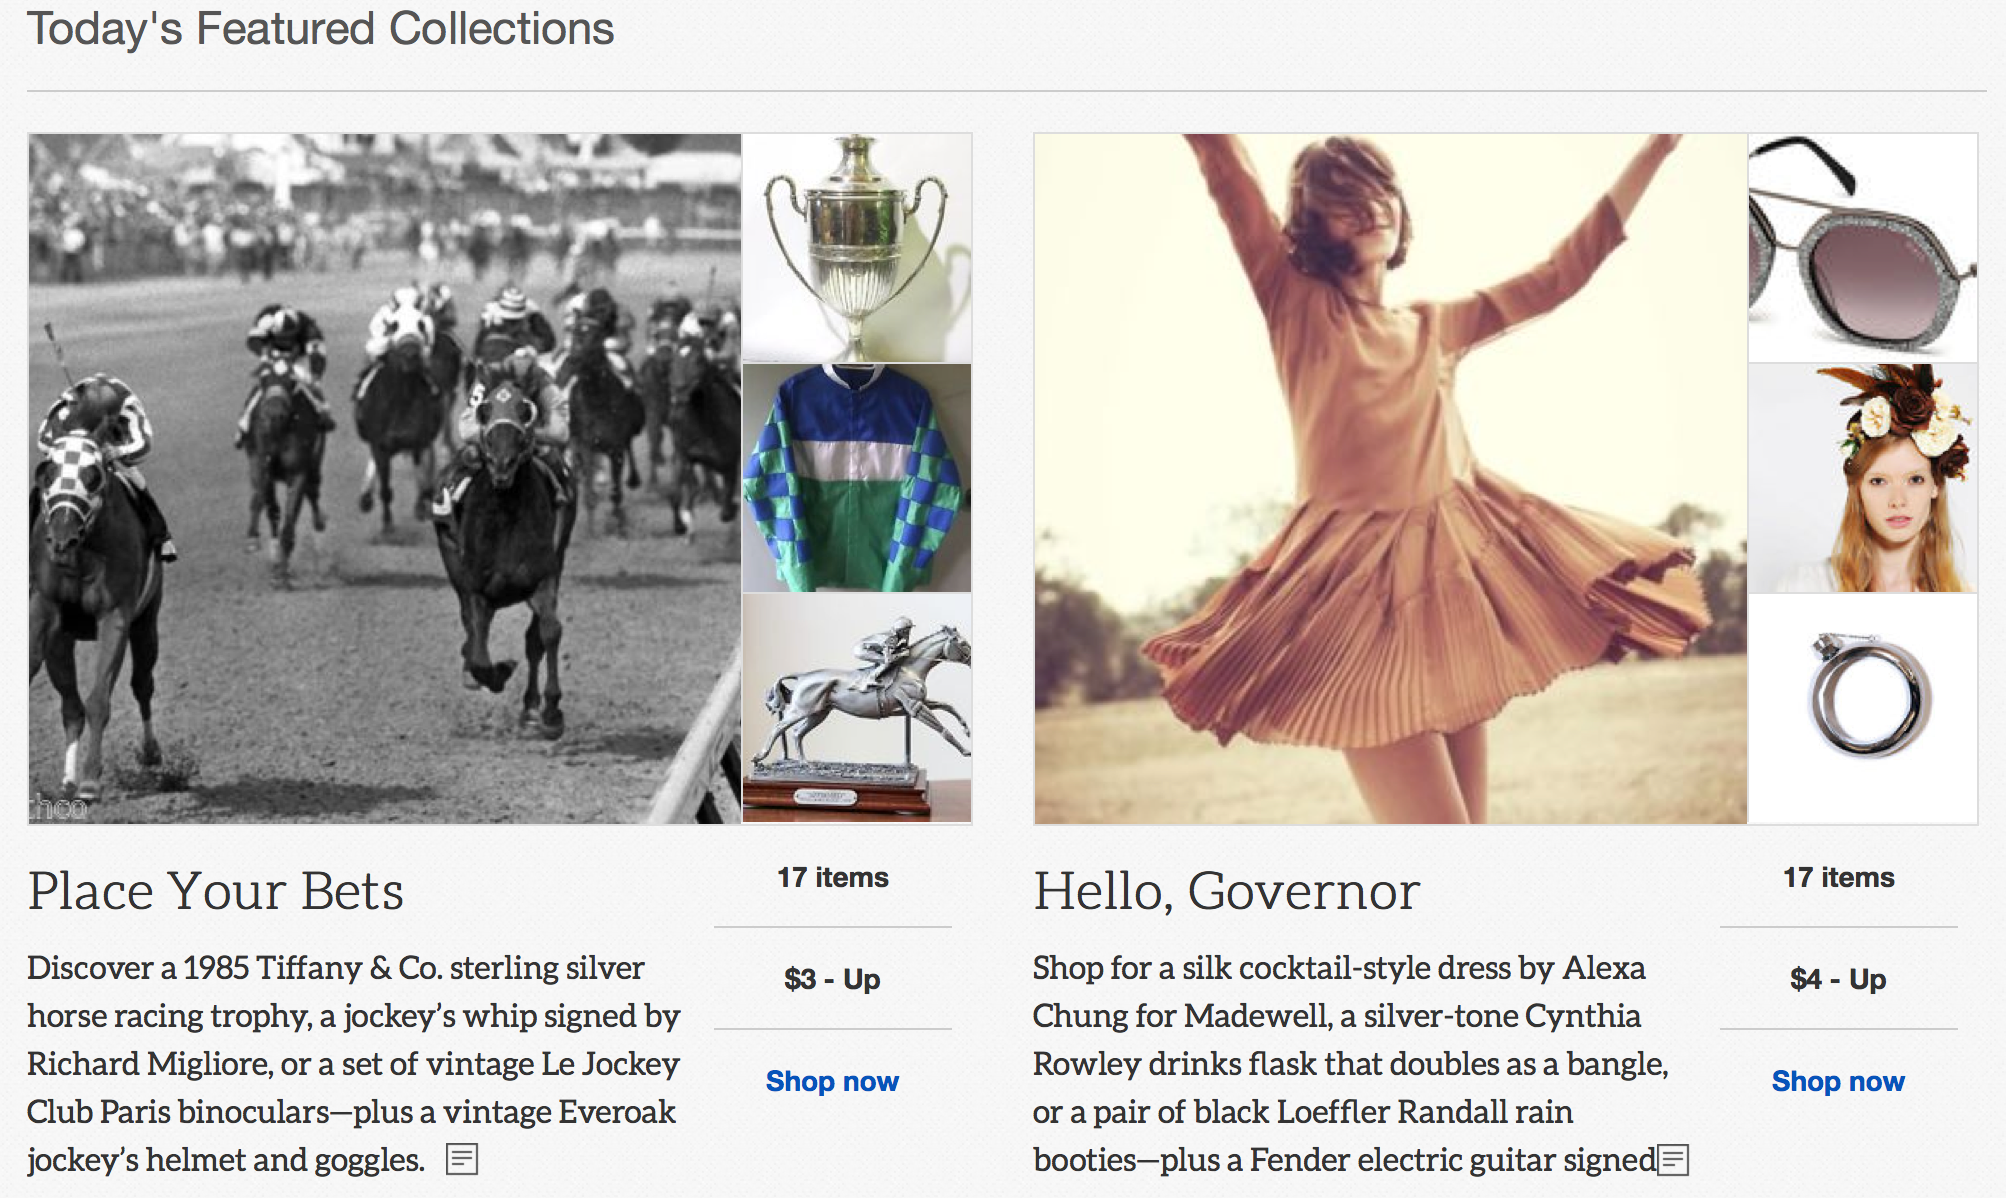 Today's Featured Collections
Place Your Bets
Discover a 1985 Tiffany & Co. sterling silver
horse racing trophy, a jockey’s whip signed by
Richard Migliore, or a set of vintage Le Jockey
Club Paris binoculars—plus a vintage Everoak
jockey’s helmet and goggles.
17 items
$3 - Up
Shop now
Hello, Governor
Shop for a silk cocktail-style dress by Alexa
Chung for Madewell, a silver-tone Cynthia
Rowley drinks flask that doubles as a bangle,
or a pair of black Loeffler Randall rain
booties—plus a Fender electric guitar signed
17 items
$4 - Up
Shop now